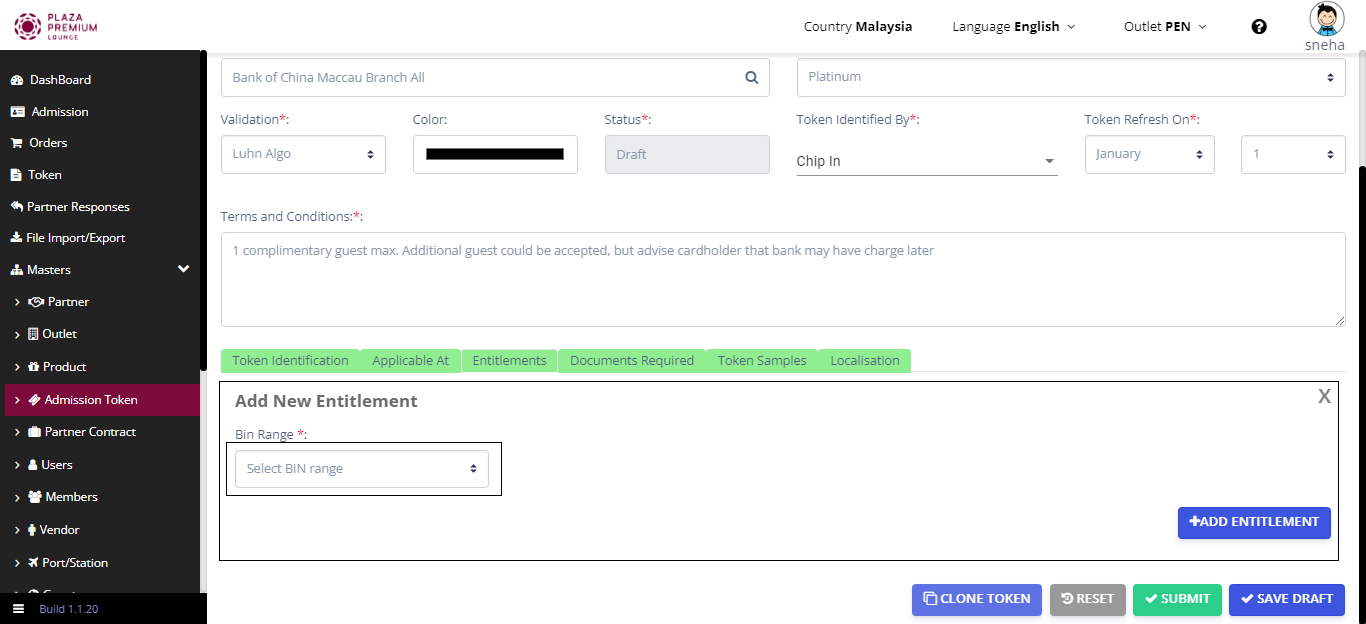 PLAZA
PREMIUM
LOUNGE
Country Malaysia
Language English
Outlet PEN
sneha
DashBoard
Admission
Orders
Token
Partner Responses
File Import/Export
Masters
Partner
Outlet
Product
Admission Token
Partner Contract
Users
Members
Vendor
Port/Station
Build 1.1.20
Bank of China Maccau Branch All
Platinum
Validation*:
Color:
Status*:
Token Identified By*:
Token Refresh On*:
Luhn Algo
Draft
Chip In
January
1
Terms and Conditions:*:
1 complimentary guest max. Additional guest could be accepted, but advise cardholder that bank may have charge later
Token Identification
Applicable At
Entitlements
Documents Required
Token Samples
Localisation
Add New Entitlement
X
Bin Range *:
Select BIN range
+ADD ENTITLEMENT
CLONE TOKEN
RESET
SUBMIT
SAVE DRAFT